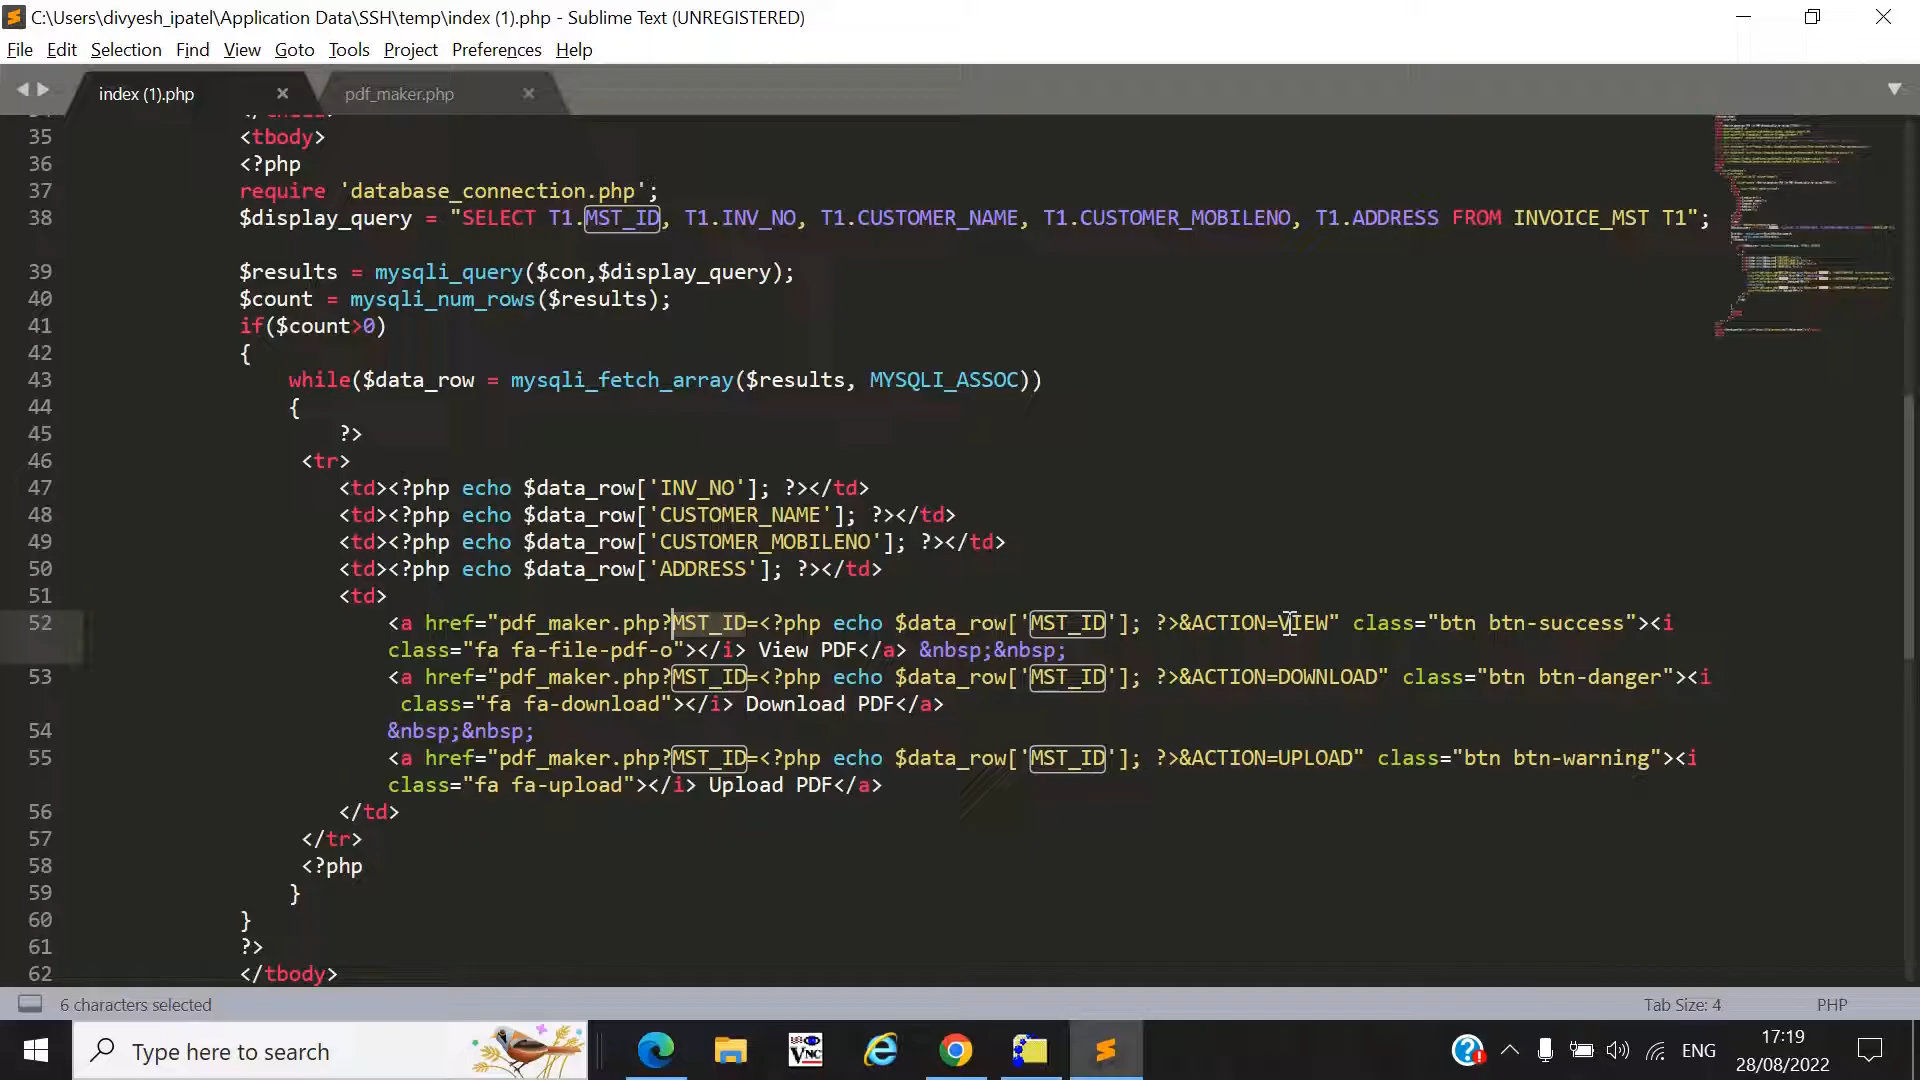 C:\Users\divyesh_ipatel\Application Data\SSH\temp\index (1).php - Sublime Text (UNREGISTERED)
File Edit Selection Find View Goto Tools Project Preferences Help
index (1).php pdf_maker.php
35 <tbody>
36 <?php
37 require 'database_connection.php';
38 $display_query = "SELECT T1.MST_ID, T1.INV_NO, T1.CUSTOMER_NAME, T1.CUSTOMER_MOBILENO, T1.ADDRESS FROM INVOICE_MST T1";
39 $results = mysqli_query($con,$display_query);
40 $count = mysqli_num_rows($results);
41 if($count>0)
42 {
43 while($data_row = mysqli_fetch_array($results, MYSQLI_ASSOC))
44 {
45 ?>
46 <tr>
47 <td><?php echo $data_row['INV_NO']; ?></td>
48 <td><?php echo $data_row['CUSTOMER_NAME']; ?></td>
49 <td><?php echo $data_row['CUSTOMER_MOBILENO']; ?></td>
50 <td><?php echo $data_row['ADDRESS']; ?></td>
51 <td>
52 <a href="pdf_maker.php?MST_ID=<?php echo $data_row['MST_ID']; ?>&ACTION=VIEW" class="btn btn-success"><i
class="fa fa-file-pdf-o"></i> View PDF</a> &nbsp;&nbsp;
53 <a href="pdf_maker.php?MST_ID=<?php echo $data_row['MST_ID']; ?>&ACTION=DOWNLOAD" class="btn btn-danger"><i
class="fa fa-download"></i> Download PDF</a>
54 &nbsp;&nbsp;
55 <a href="pdf_maker.php?MST_ID=<?php echo $data_row['MST_ID']; ?>&ACTION=UPLOAD" class="btn btn-warning"><i
class="fa fa-upload"></i> Upload PDF</a>
56 </td>
57 </tr>
58 <?php
59 }
60 }
61 ?>
62 </tbody>
6 characters selected Tab Size: 4 PHP
Type here to search ENG 17:19
28/08/2022